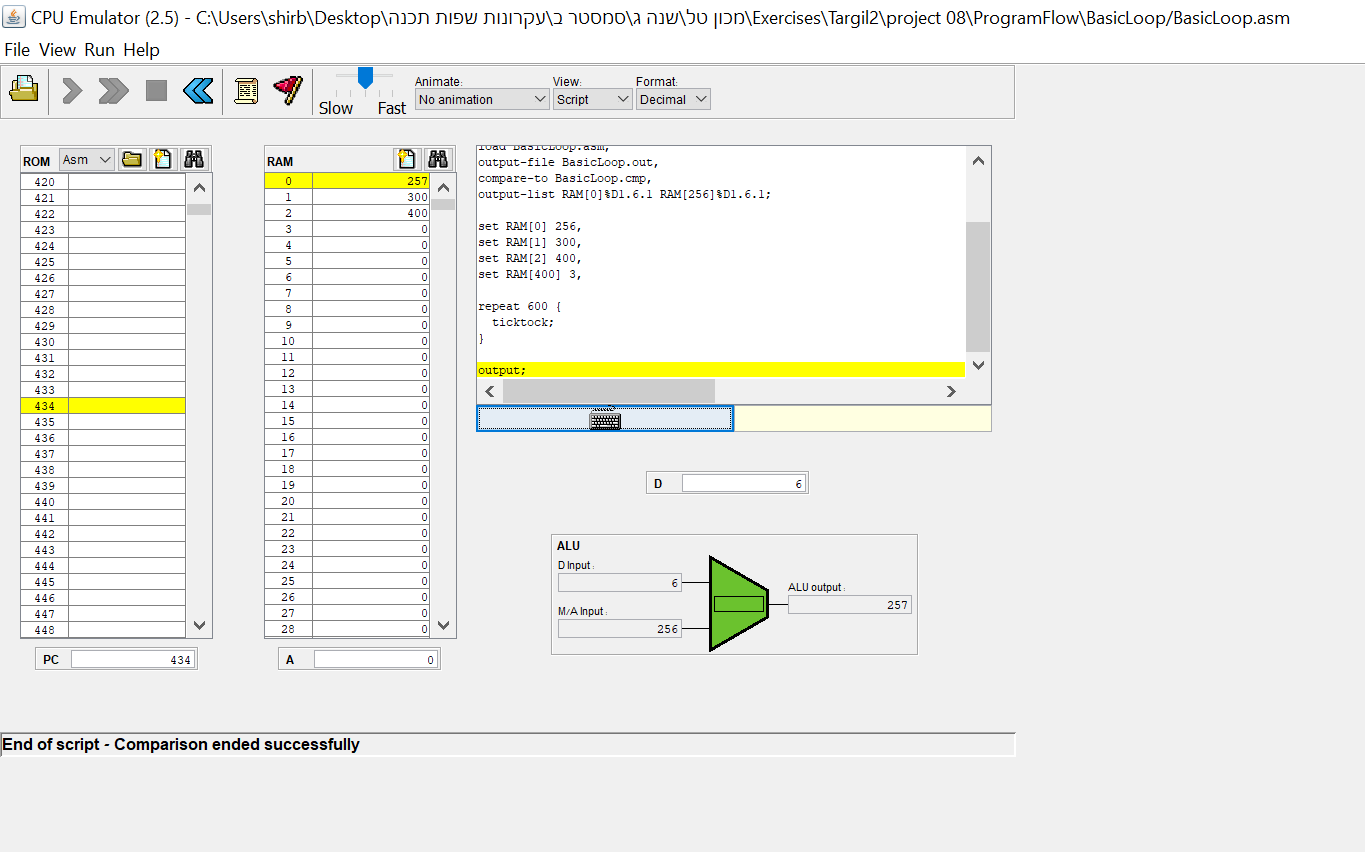 CPU Emulator (2.5) - C:\Users\shirb\Desktop\מכון טל\שנה ג\סמסטר ב\עקרונות שפות תכנה\Exercises\Targil2\project 08\ProgramFlow\BasicLoop/BasicLoop.asm
File View Run Help
Slow Fast
Animate:
No animation
View:
Script
Format:
Decimal
ROM Asm
420
421
422
423
424
425
426
427
428
429
430
431
432
433
434
435
436
437
438
439
440
441
442
443
444
445
446
447
448
PC 434
RAM
0 257
1 300
2 400
3 0
4 0
5 0
6 0
7 0
8 0
9 0
10 0
11 0
12 0
13 0
14 0
15 0
16 0
17 0
18 0
19 0
20 0
21 0
22 0
23 0
24 0
25 0
26 0
27 0
28 0
A 0
load BasicLoop.asm,
output-file BasicLoop.out,
compare-to BasicLoop.cmp,
output-list RAM[0]%D1.6.1 RAM[256]%D1.6.1;
set RAM[0] 256,
set RAM[1] 300,
set RAM[2] 400,
set RAM[400] 3,
repeat 600 {
ticktock;
}
output;
D 6
ALU
D Input :
6
M/A Input :
256
ALU output :
257
End of script - Comparison ended successfully